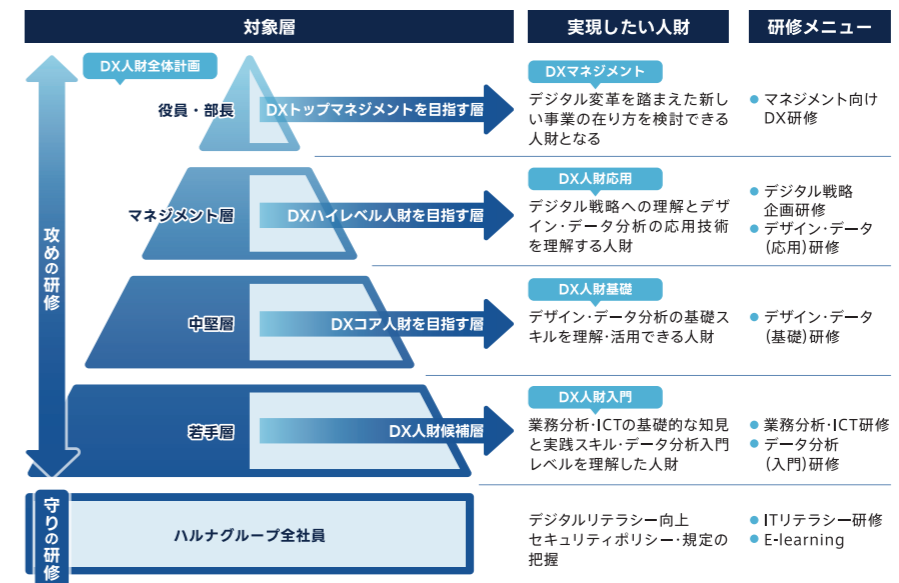 対象層
実現したい人財
研修メニュー
DX人財全体計画
攻めの研修
役員・部長
DXトップマネジメントを目指す層
DXマネジメント
デジタル変革を踏まえた新し
い事業の在り方を検討できる
人財となる
● マネジメント向け
DX研修
マネジメント層
DXハイレベル人財を目指す層
DX人財応用
デジタル戦略への理解とデザ
イン・データ分析の応用技術
を理解する人財
● デジタル戦略
企画研修
● デザイン・データ
(応用)研修
中堅層
DXコア人財を目指す層
DX人財基礎
デザイン・データ分析の基礎ス
キルを理解・活用できる人財
● デザイン・データ
(基礎)研修
若手層
DX人財候補層
DX人財入門
業務分析・ICTの基礎的な知見
と実践スキル・データ分析入門
レベルを理解した人財
● 業務分析・ICT研修
● データ分析
(入門)研修
守りの研修
ハルナグループ全社員
デジタルリテラシー向上
セキュリティポリシー・規定の
把握
● ITリテラシー研修
● E-learning